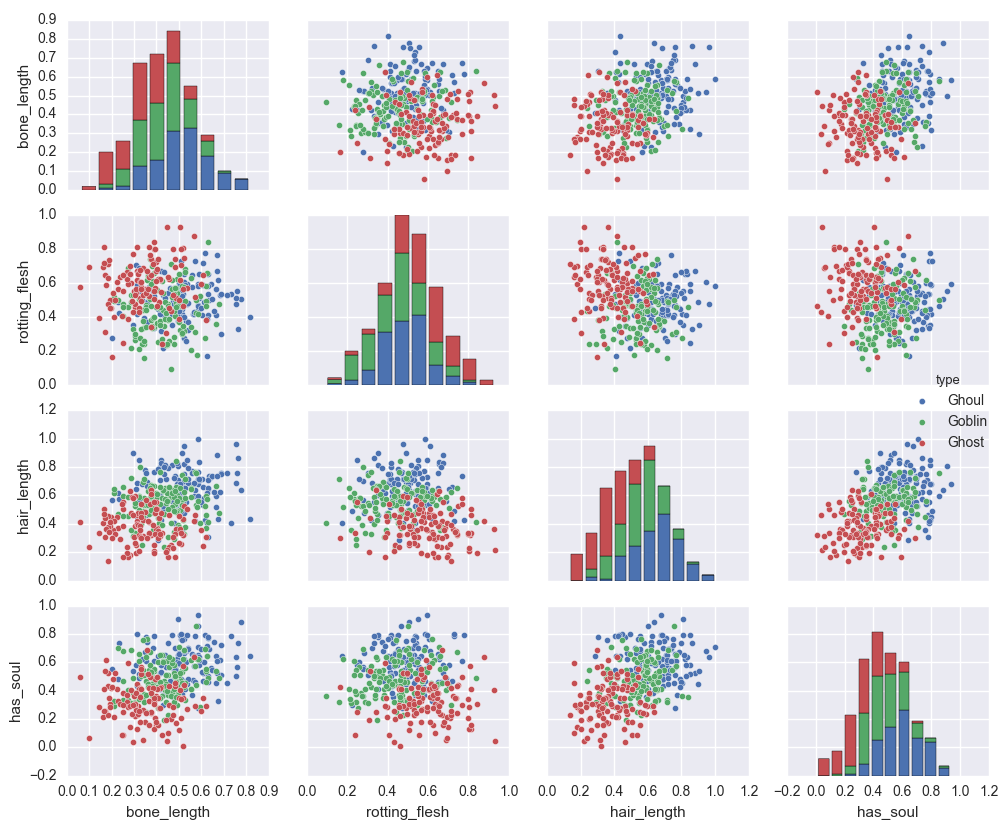 0.9
0.8
0.7
0.6
0.5
0.4
0.3
0.2
0.1
0.0
bone_length
1.0
0.8
0.6
0.4
0.2
0.0
rotting_flesh
type
Ghoul
Goblin
Ghost
1.2
1.0
0.8
0.6
0.4
0.2
0.0
hair_length
1.0
0.8
0.6
0.4
0.2
0.0
−0.2
has_soul
0.0 0.1 0.2 0.3 0.4 0.5 0.6 0.7 0.8 0.9
0.0 0.2 0.4 0.6 0.8 1.0
0.0 0.2 0.4 0.6 0.8 1.0 1.2
−0.2 0.0 0.2 0.4 0.6 0.8 1.0 1.2
bone_length rotting_flesh hair_length has_soul